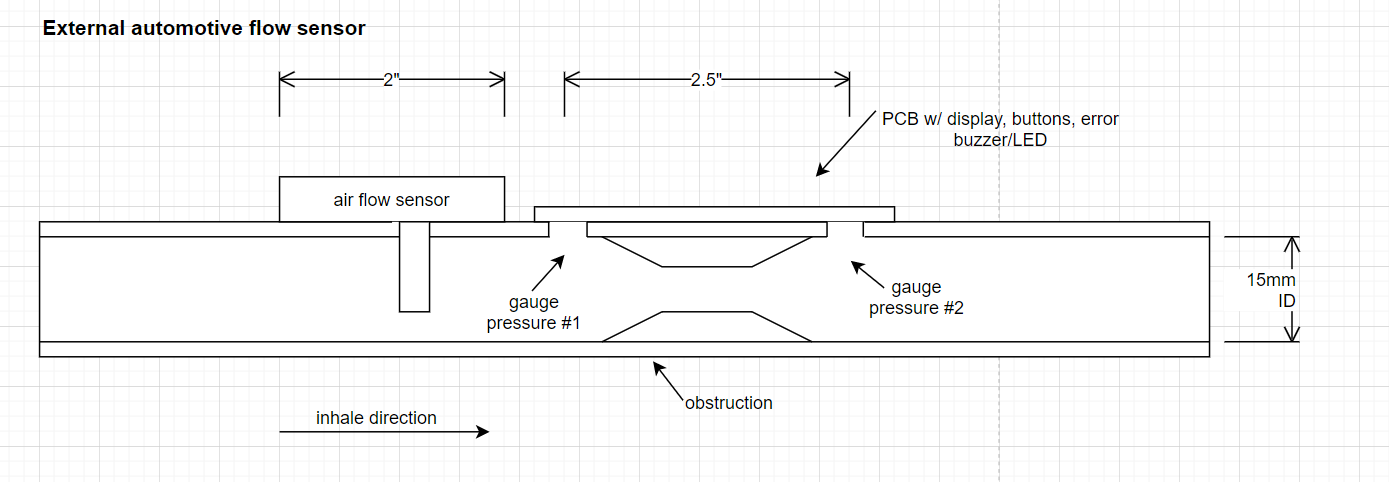 External automotive flow sensor
2"
2.5"
PCB w/ display, buttons, error
buzzer/LED
air flow sensor
gauge
pressure #1
gauge
pressure #2
15mm
ID
obstruction
inhale direction